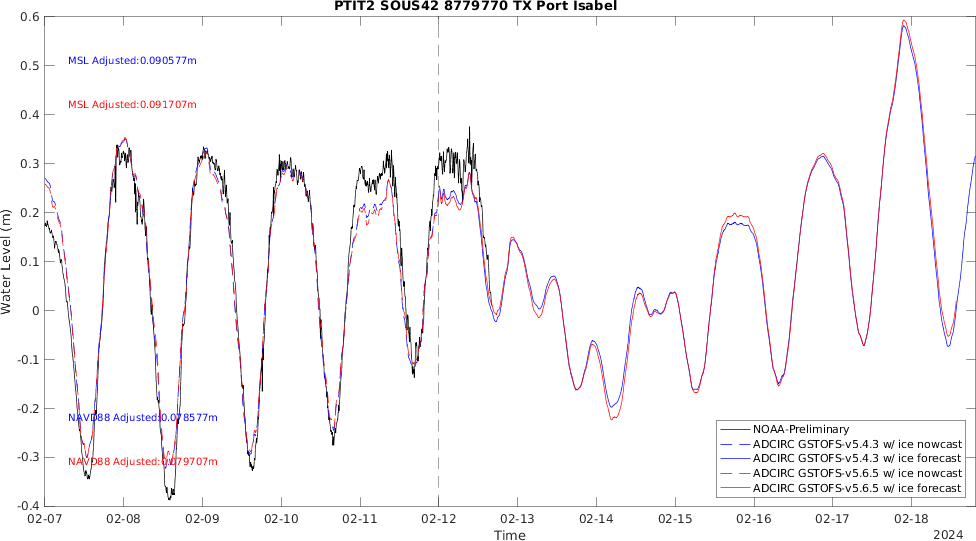 PTIT2 SOUS42 8779770 TX Port Isabel
0.6
0.5
0.4
0.3
0.2
0.1
0
-0.1
-0.2
-0.3
-0.4
Water Level (m)
MSL Adjusted:0.090577m
MSL Adjusted:0.091707m
NAVD88 Adjusted:0.078577m
NAVD88 Adjusted:0.079707m
NOAA-Preliminary
ADCIRC GSTOFS-v5.4.3 w/ ice nowcast
ADCIRC GSTOFS-v5.4.3 w/ ice forecast
ADCIRC GSTOFS-v5.6.5 w/ ice nowcast
ADCIRC GSTOFS-v5.6.5 w/ ice forecast
02-07 02-08 02-09 02-10 02-11 02-12 02-13 02-14 02-15 02-16 02-17 02-18
Time
2024